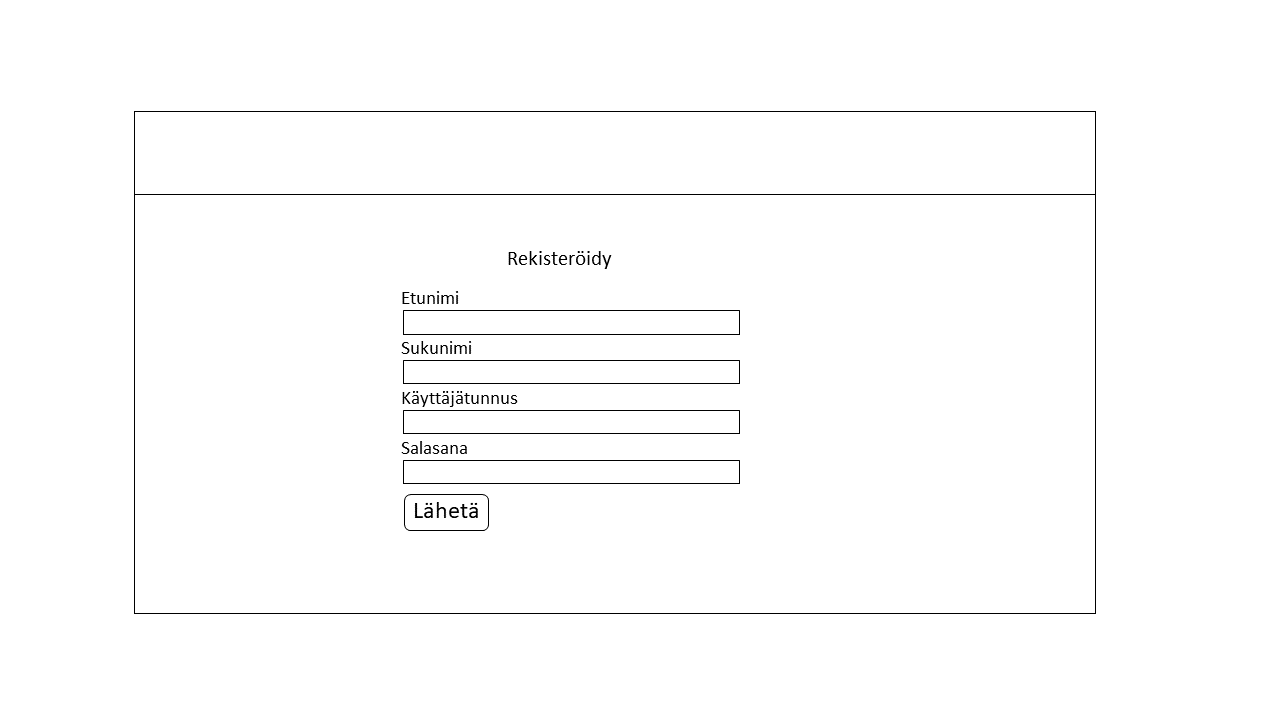 Rekisteröidy
Etunimi
Sukunimi
Käyttäjätunnus
Salasana
Lähetä